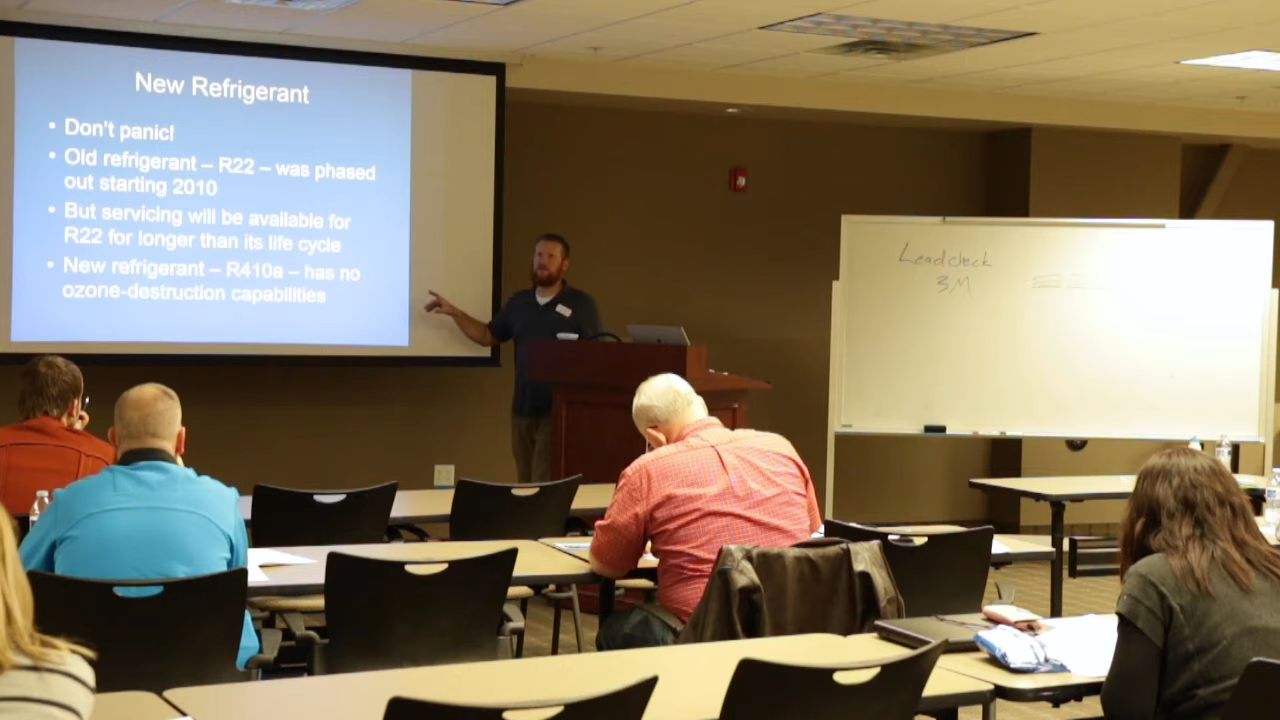 New Refrigerant
• Don't panic!
• Old refrigerant – R22 – was phased
out starting 2010
• But servicing will be available for
R22 for longer than its life cycle
• New refrigerant – R410a – has no
ozone-destruction capabilities
Leadcheck
3M